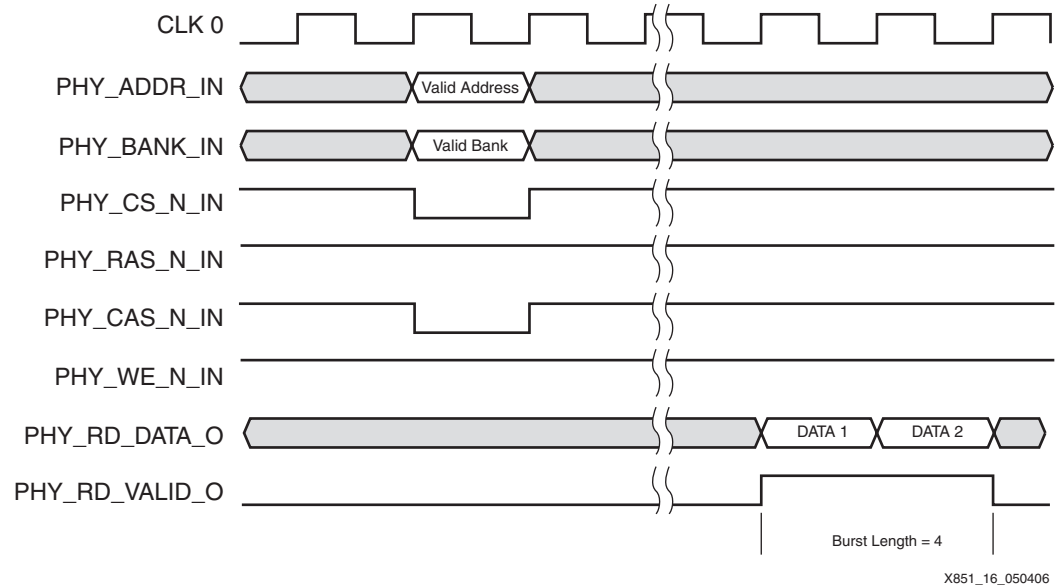 CLK 0
PHY_ADDR_IN
Valid Address
PHY_BANK_IN
Valid Bank
PHY_CS_N_IN
PHY_RAS_N_IN
PHY_CAS_N_IN
PHY_WE_N_IN
PHY_RD_DATA_O
DATA 1
DATA 2
PHY_RD_VALID_O
Burst Length = 4
X851_16_050406